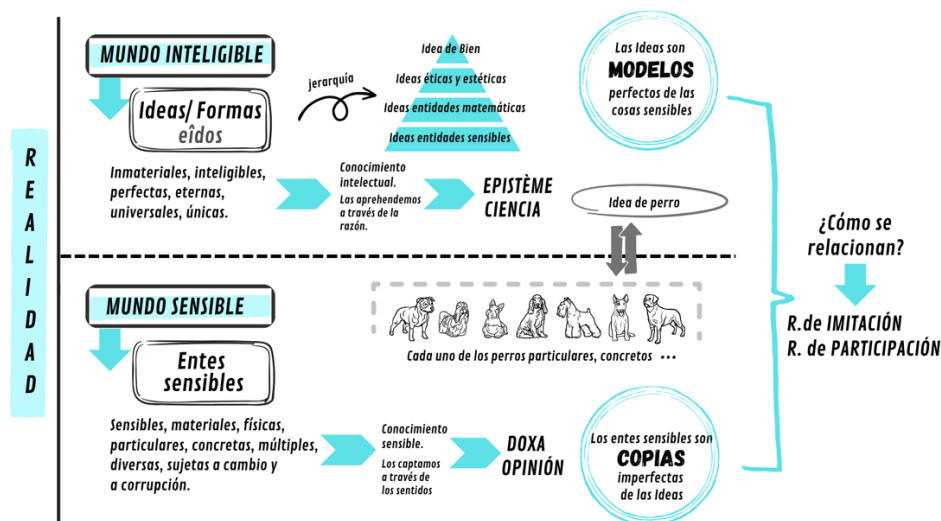 REALIDAD
MUNDO INTELIGIBLE
Ideas/ Formas
eîdos
jerarquía
Idea de Bien
Ideas éticas y estéticas
Ideas entidades matemáticas
Ideas entidades sensibles
Las Ideas son
MODELOS
perfectos de las
cosas sensibles
Inmateriales, inteligibles,
perfectas, eternas,
universales, únicas.
Conocimiento
intelectual.
Las aprehendemos
a través de la
razón.
EPISTÈME
CIENCIA
Idea de perro
¿Cómo se
relacionan?
R.de IMITACIÓN
R. de PARTICIPACIÓN
MUNDO SENSIBLE
Entes
sensibles
Cada uno de los perros particulares, concretos ...
Sensibles, materiales, físicas,
particulares, concretas, múltiples,
diversas, sujetas a cambio y
a corrupción.
Conocimiento
sensible.
Los captamos
a través de
los sentidos
DOXA
OPINIÓN
Los entes sensibles son
COPIAS
imperfectas
de las Ideas